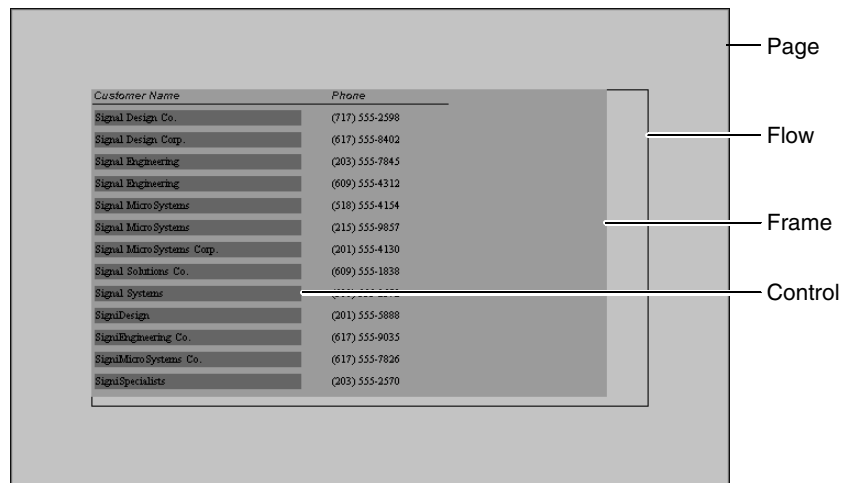 Page
Customer Name Phone
Signal Design Co. (717) 555-2598
Flow
Signal Design Corp. (617) 555-8402
Signal Engineering (203) 555-7845
Signal Engineering (609) 555-4312
Signal MicroSystems (518) 555-4154
Frame
Signal MicroSystems (215) 555-9857
Signal MicroSystems Corp. (201) 555-4130
Signal Solutions Co. (609) 555-1838
Signal Systems
Control
SigniDesign (201) 555-5888
SigniEngineering Co. (617) 555-9035
SigniMicroSystems Co. (617) 555-7826
SigniSpecialists (203) 555-2570